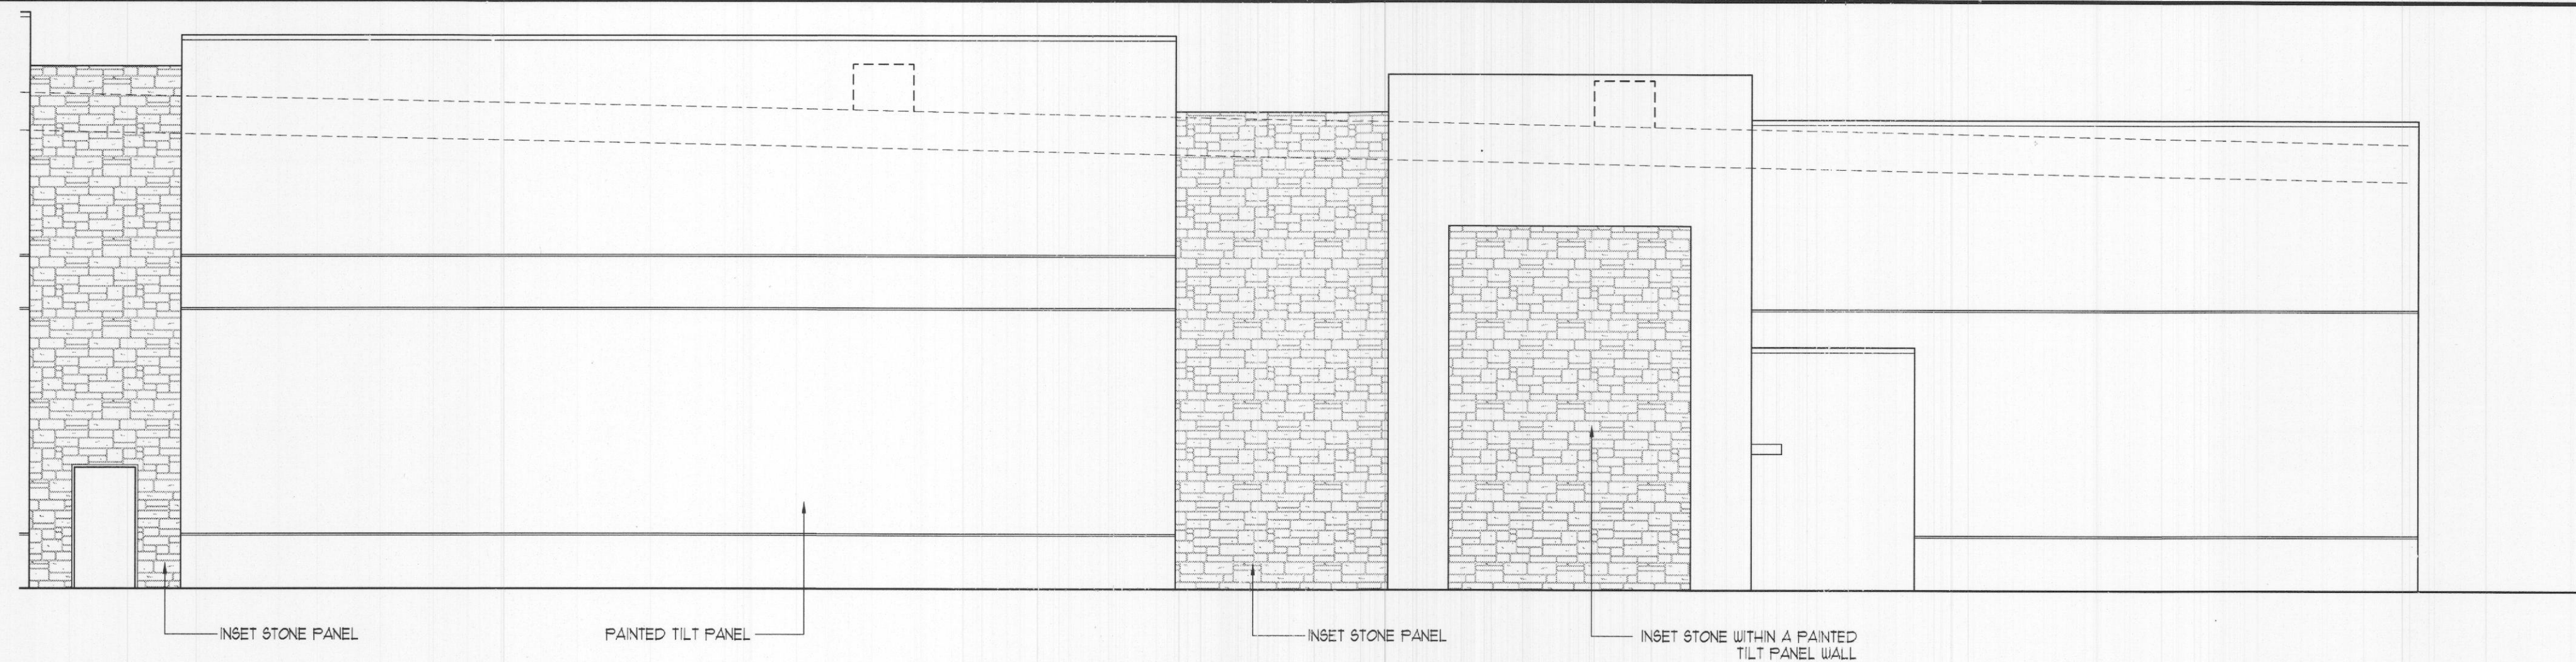 INSET STONE PANEL
PAINTED TILT PANEL
INSET STONE PANEL
INSET STONE WITHIN A PAINTED
TILT PANEL WALL